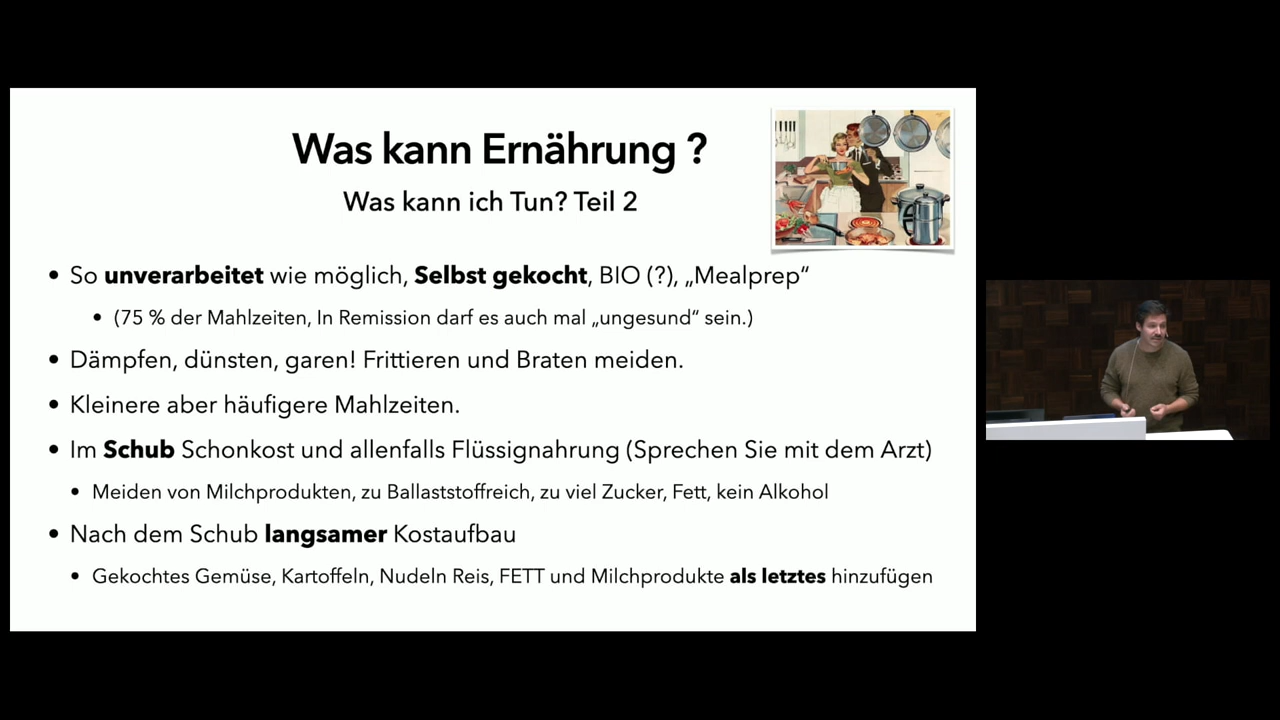 Was kann Ernährung ?
Was kann ich Tun? Teil 2
• So unverarbeitet wie möglich, Selbst gekocht, BIO (?), „Mealprep“
• (75 % der Mahlzeiten, In Remission darf es auch mal „ungesund“ sein.)
• Dämpfen, dünsten, garen! Frittieren und Braten meiden.
• Kleinere aber häufigere Mahlzeiten.
• Im Schub Schonkost und allenfalls Flüssignahrung (Sprechen Sie mit dem Arzt)
• Meiden von Milchprodukten, zu Ballaststoffreich, zu viel Zucker, Fett, kein Alkohol
• Nach dem Schub langsamer Kostaufbau
• Gekochtes Gemüse, Kartoffeln, Nudeln Reis, FETT und Milchprodukte als letztes hinzufügen